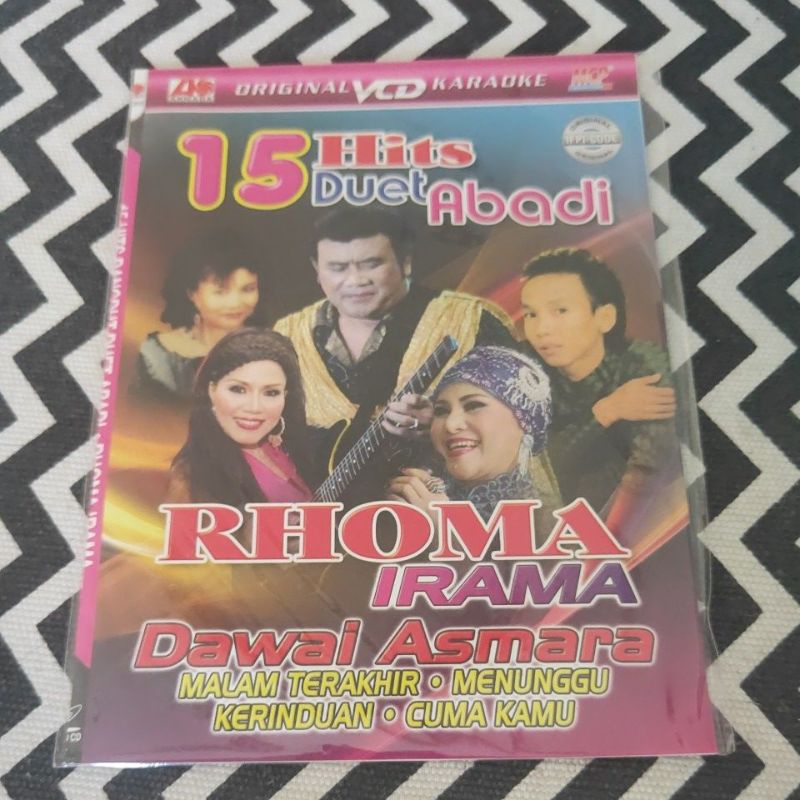 ORIGINAL VCD KARAOKE
15 Hits
Duet Abadi
RHOMA
IRAMA
Dawai Asmara
MALAM TERAKHIR • MENUNGGU
KERINDUAN • CUMA KAMU